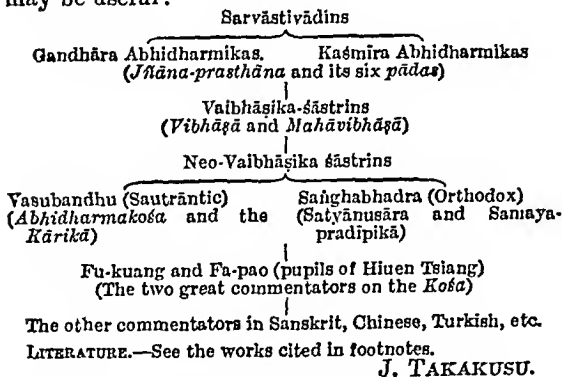 may be useful:
Sarvāstivādins
Gandhāra Abhidharmikas. Kaśmīra Abhidharmikas
(Jñāna-prasthāna and its six pādas)
Vaibhāṣika-śāstrins
(Vibhāṣā and Mahāvibhāṣā)
Neo-Vaibhāṣika śāstrins
Vasubandhu (Sautrāntic) Saṅghabhadra (Orthodox)
(Abhidharmakośa and the (Satyānusāra and Samaya-
Kārikā) pradīpikā)
Fu-kuang and Fa-pao (pupils of Hiuen Tsiang)
(The two great commentators on the Kośa)
The other commentators in Sanskrit, Chinese, Turkish, etc.
LITERATURE.—See the works cited in footnotes.
J. TAKAKUSU.